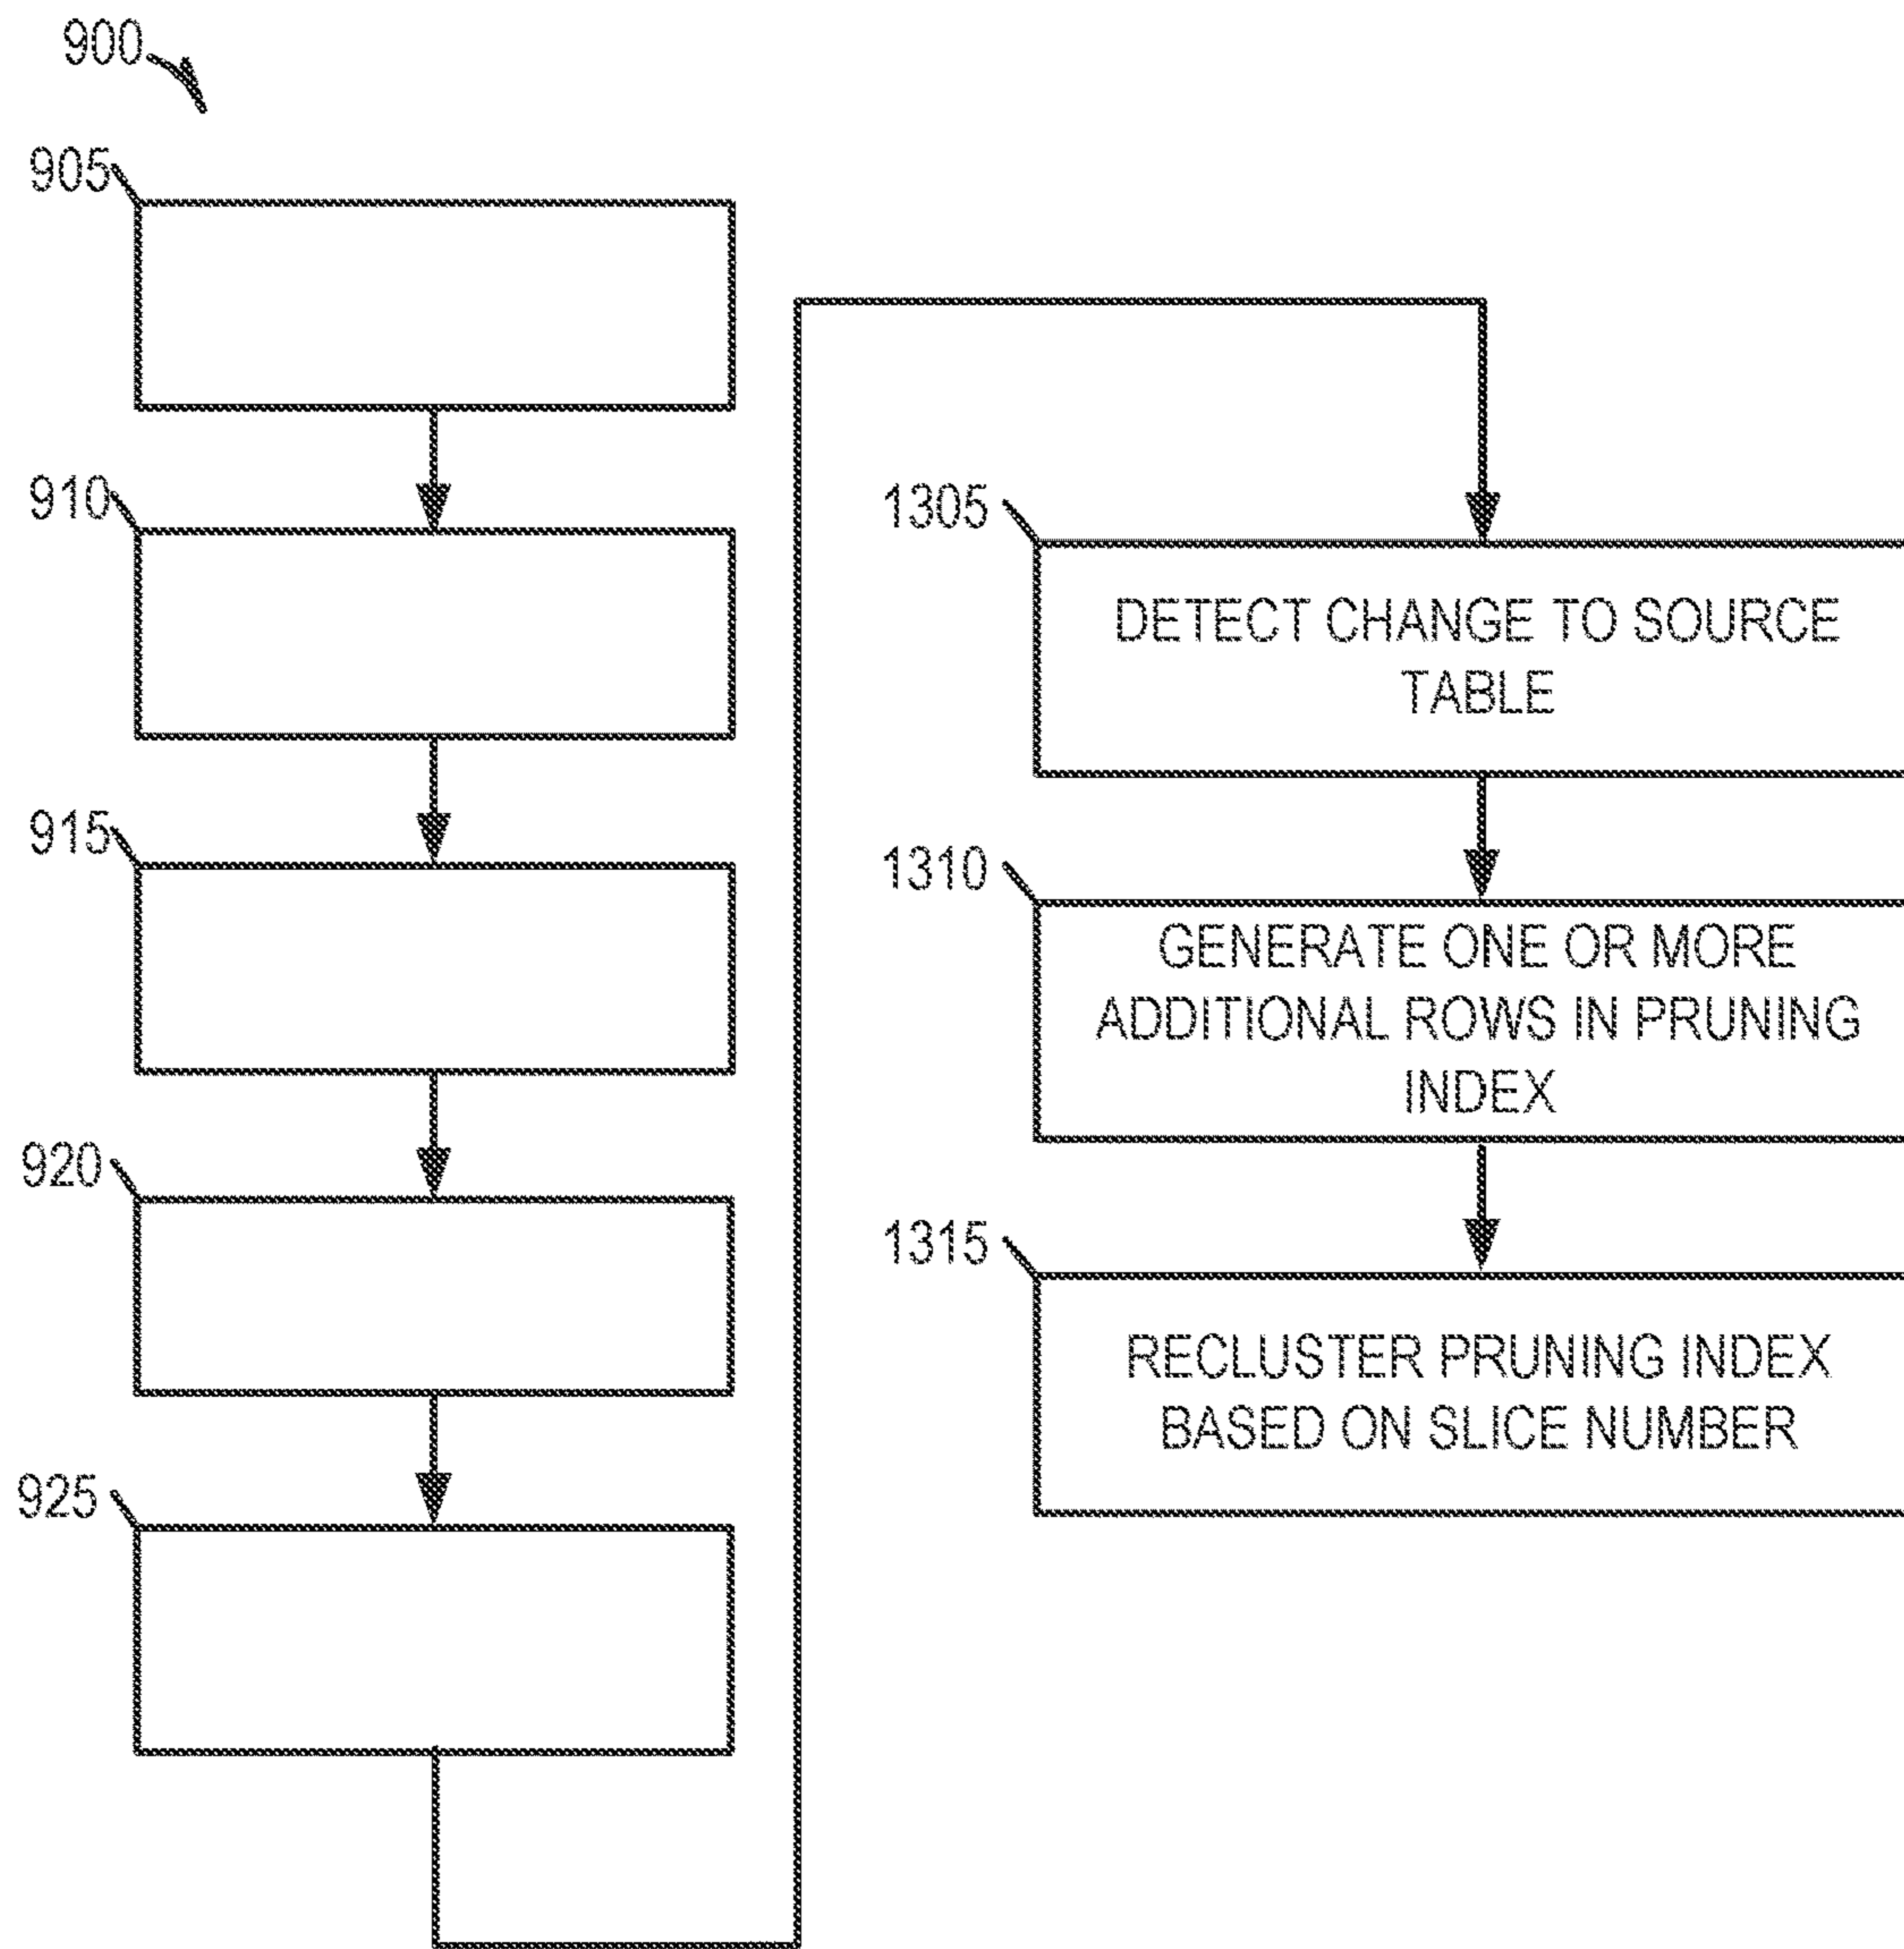 900
905
910
915
920
925
1305
DETECT CHANGE TO SOURCE
TABLE
1310
GENERATE ONE OR MORE
ADDITIONAL ROWS IN PRUNING
INDEX
1315
RECLUSTER PRUNING INDEX
BASED ON SLICE NUMBER